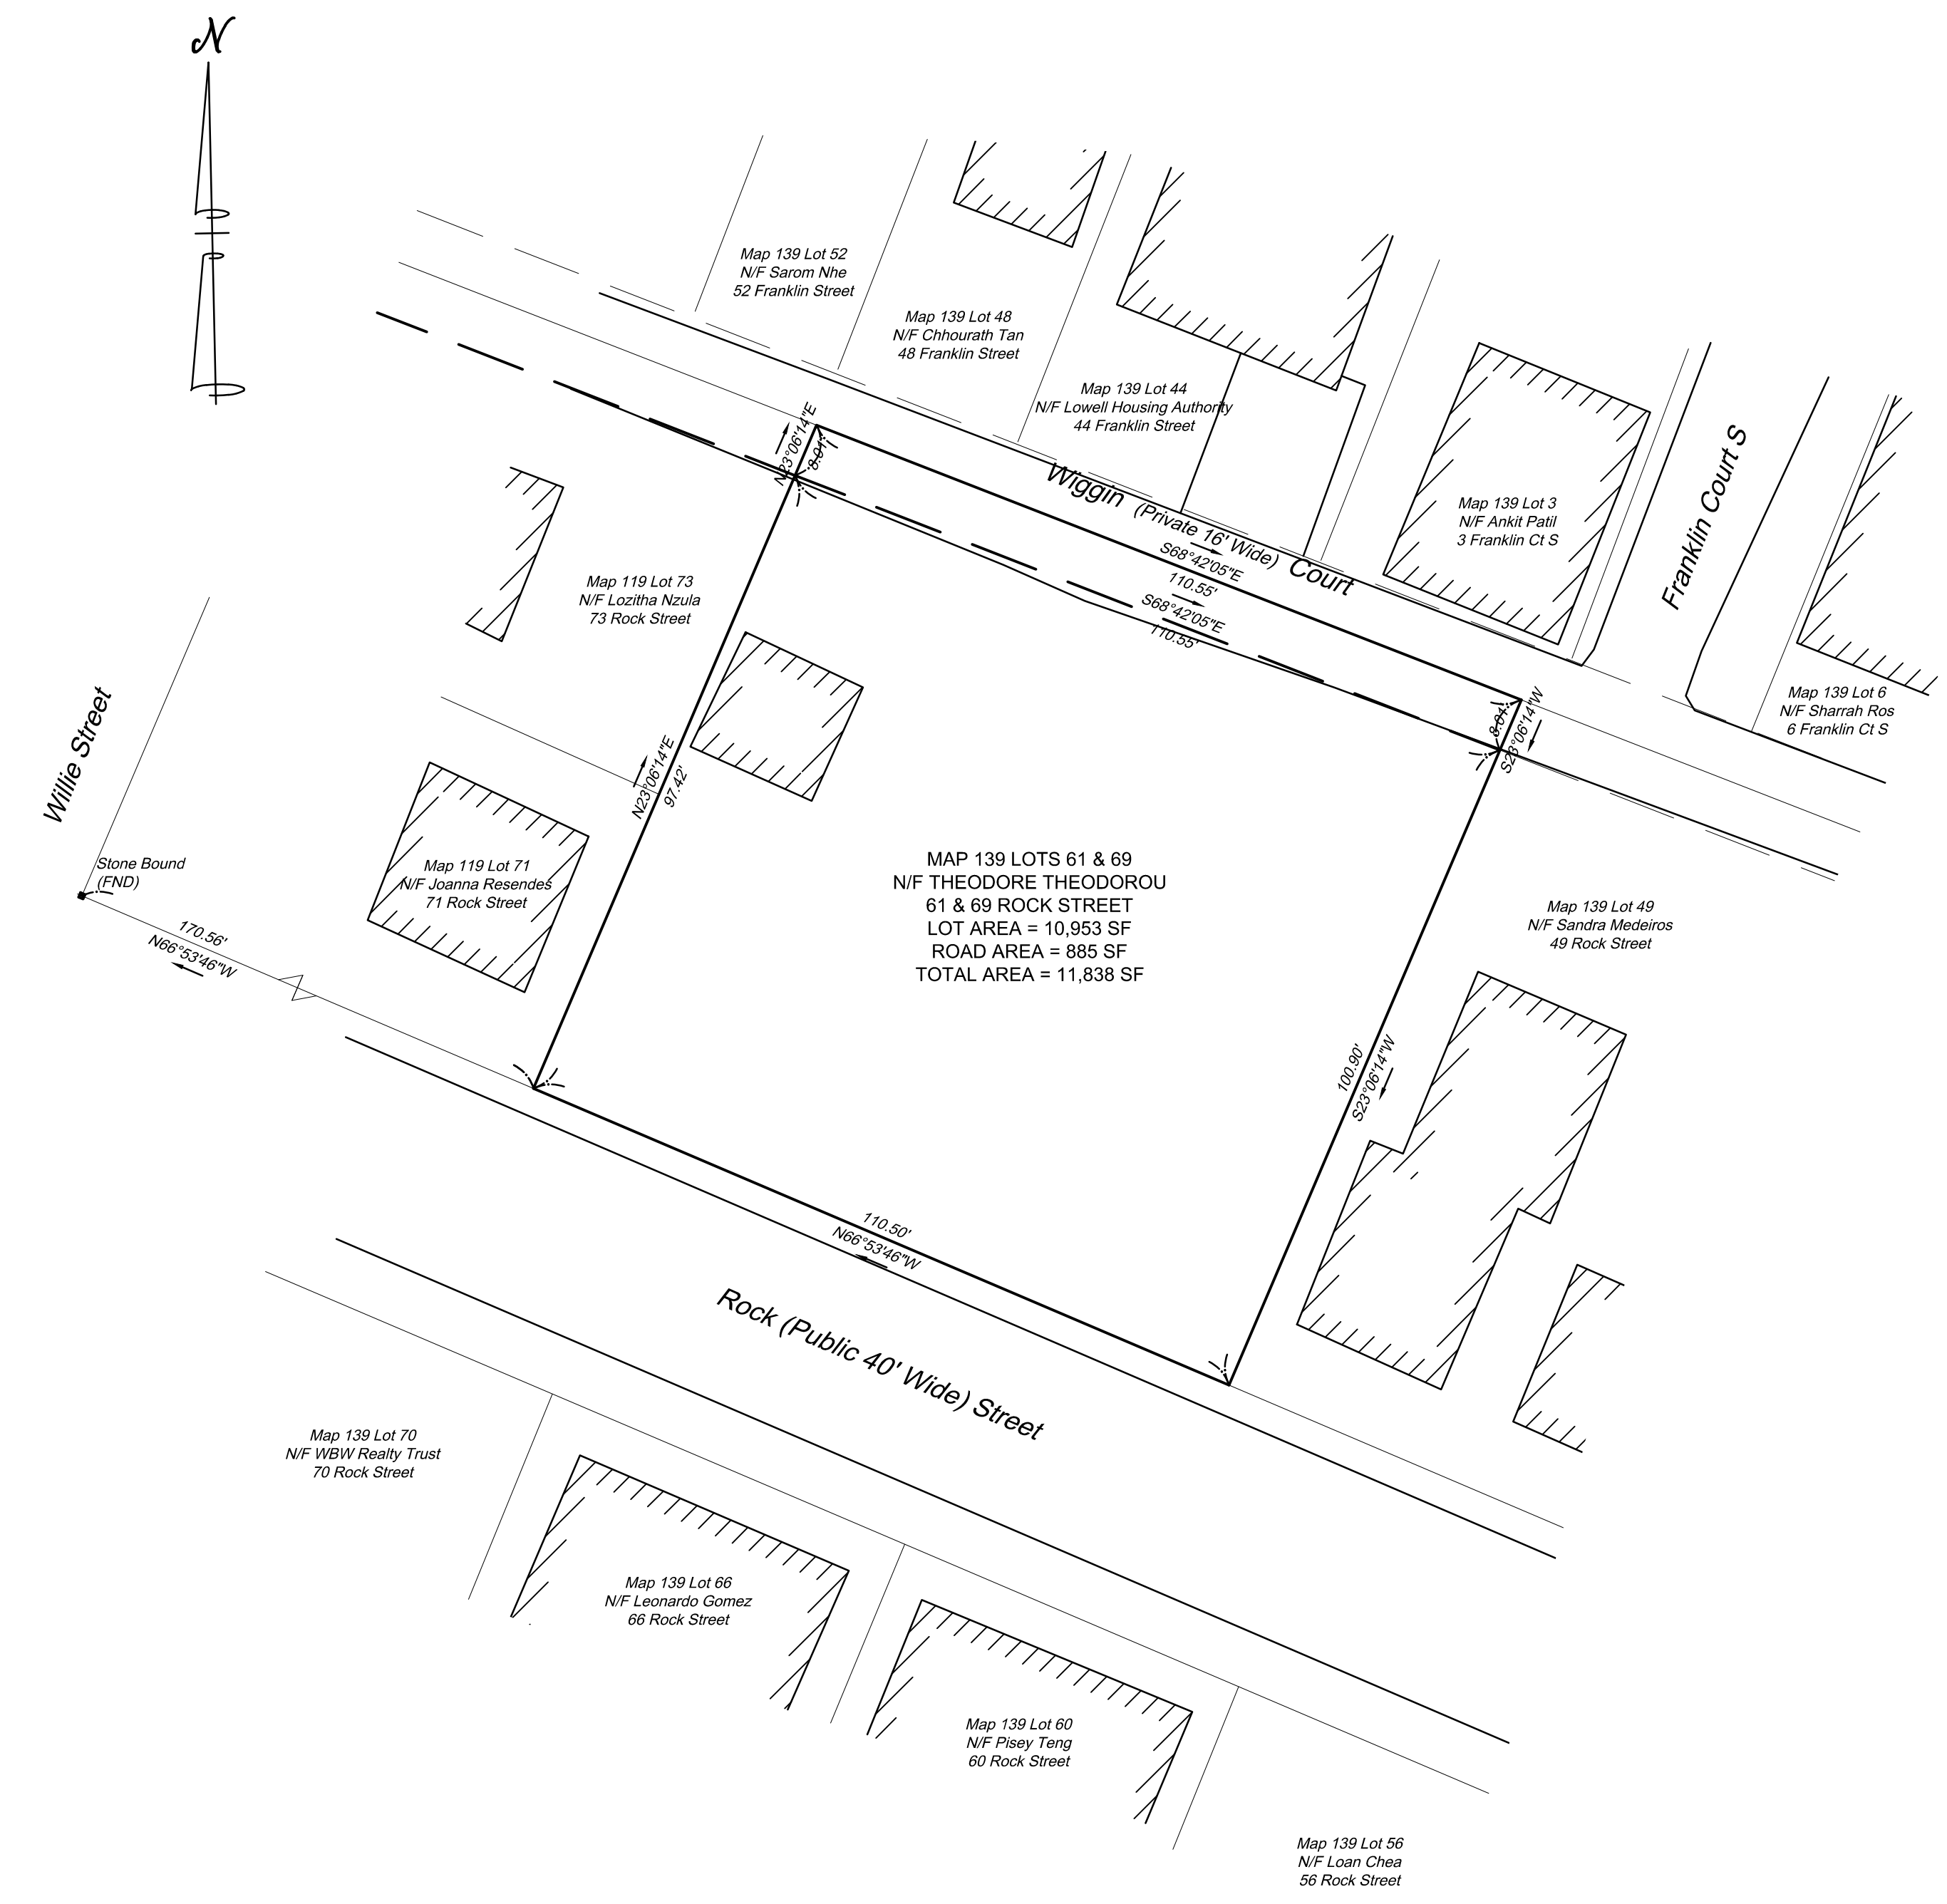 N
Map 139 Lot 52
N/F Sarom Nhe
52 Franklin Street
Map 139 Lot 48
N/F Chhourath Tan
48 Franklin Street
Map 139 Lot 44
N/F Lowell Housing Authority
44 Franklin Street
Map 139 Lot 3
N/F Ankit Patil
3 Franklin Ct S
Franklin Court S
Map 139 Lot 6
N/F Sharrah Ros
6 Franklin Ct S
Wiggin (Private 16' Wide) Court
N23°06'14"E
8.01'
S68°42'05"E
110.55'
S68°42'05"E
110.55'
8.01'
S23°06'14"W
Map 119 Lot 73
N/F Lozitha Nzula
73 Rock Street
Willie Street
N23°06'14"E
97.42'
Stone Bound
(FND)
170.56'
N66°53'46"W
Map 119 Lot 71
N/F Joanna Resendes
71 Rock Street
MAP 139 LOTS 61 & 69
N/F THEODORE THEODOROU
61 & 69 ROCK STREET
LOT AREA = 10,953 SF
ROAD AREA = 885 SF
TOTAL AREA = 11,838 SF
Map 139 Lot 49
N/F Sandra Medeiros
49 Rock Street
100.90'
S23°06'14"W
110.50'
N66°53'46"W
Rock (Public 40' Wide) Street
Map 139 Lot 70
N/F WBW Realty Trust
70 Rock Street
Map 139 Lot 66
N/F Leonardo Gomez
66 Rock Street
Map 139 Lot 60
N/F Pisey Teng
60 Rock Street
Map 139 Lot 56
N/F Loan Chea
56 Rock Street